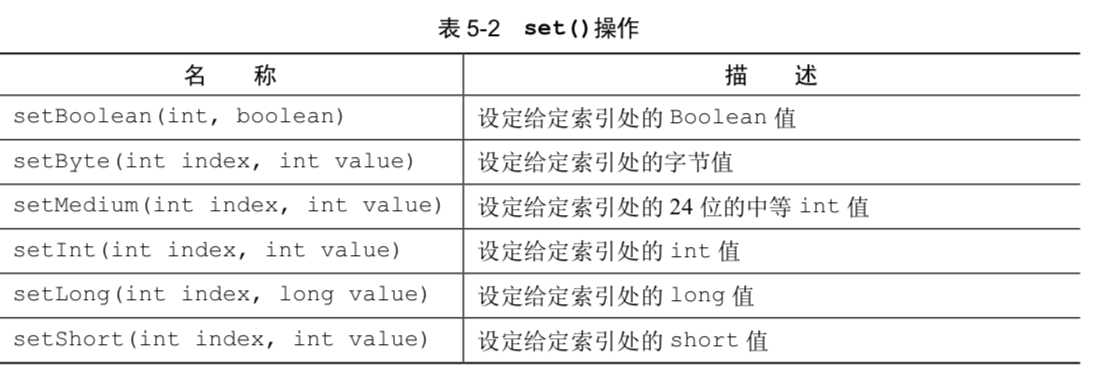 表 5-2 set()操作
名 称 描 述
setBoolean(int, boolean) 设定给定索引处的 Boolean 值
setByte(int index, int value) 设定给定索引处的字节值
setMedium(int index, int value) 设定给定索引处的 24 位的中等 int 值
setInt(int index, int value) 设定给定索引处的 int 值
setLong(int index, long value) 设定给定索引处的 long 值
setShort(int index, int value) 设定给定索引处的 short 值